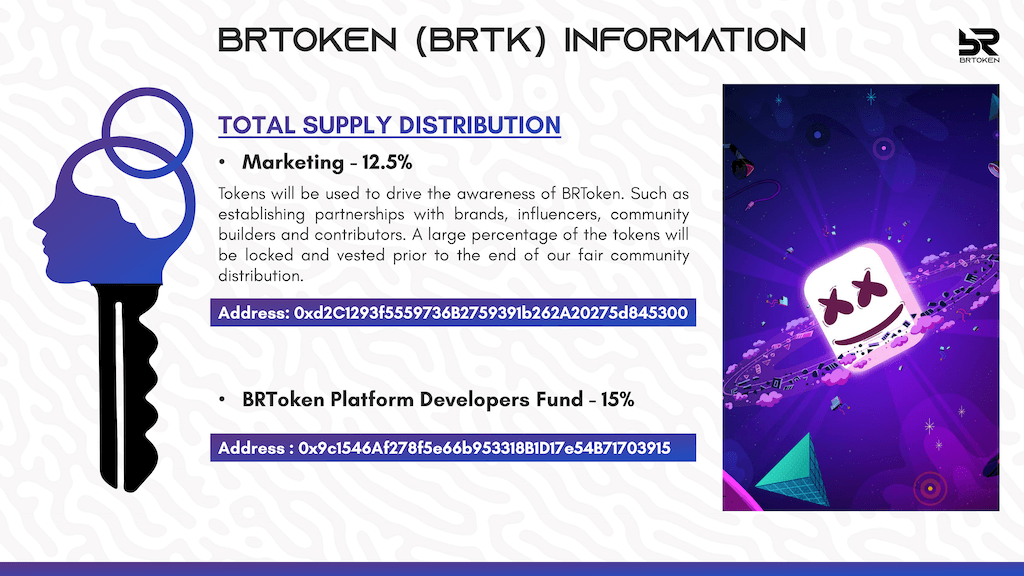 BRTOKEN (BRTK) INFORMATION
BRTOKEN
TOTAL SUPPLY DISTRIBUTION
• Marketing - 12.5%
Tokens will be used to drive the awareness of BRToken. Such as
establishing partnerships with brands, influencers, community
builders and contributors. A large percentage of the tokens will
be locked and vested prior to the end of our fair community
distribution.
Address: 0xd2C1293f5559736B2759391b262A20275d845300
• BRToken Platform Developers Fund - 15%
Address : 0x9c1546Af278f5e66b953318B1D17e54B71703915